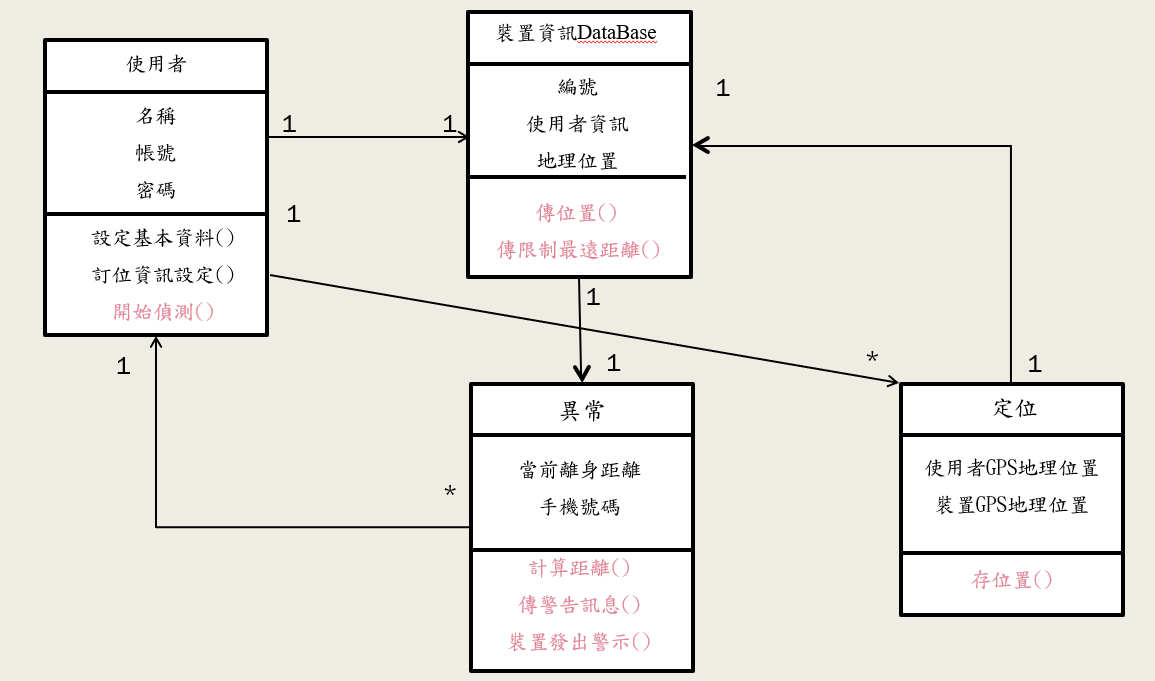 使用者
名稱
帳號
密碼
設定基本資料()
訂位資訊設定()
開始偵測()
1
1
1
裝置資訊DataBase
編號
使用者資訊
地理位置
傳位置()
傳限制最遠距離()
1
1
1
*
1
1
*
異常
當前離身距離
手機號碼
計算距離()
傳警告訊息()
裝置發出警示()
定位
使用者GPS地理位置
裝置GPS地理位置
存位置()